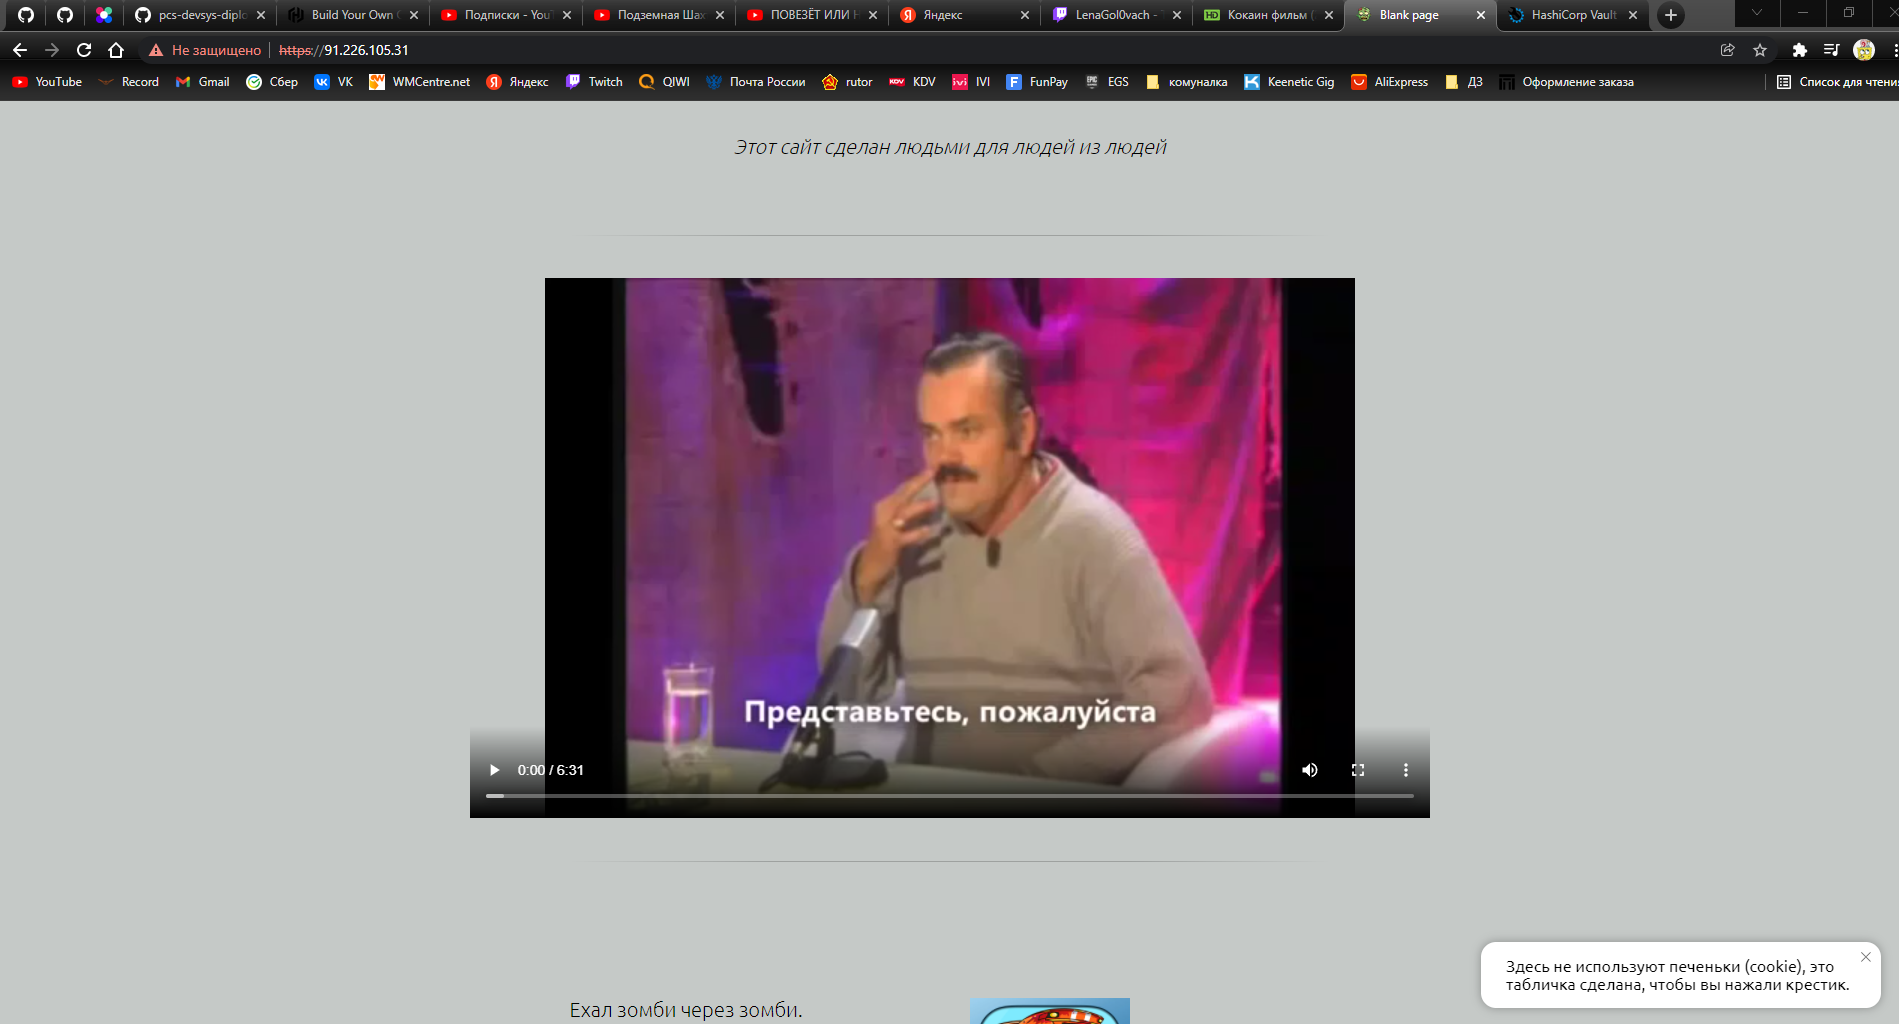 pcs-devsys-diplo
Build Your Own
Подписки - You
Подземная Шах
ПОВЕЗЁТ ИЛИ Н
Яндекс
LenaGol0vach -
HD Кокаин фильм (
Blank page
HashiCorp Vault
Не защищено https://91.226.105.31
YouTube
Record
Gmail
Сбер
VK
WMCentre.net
Яндекс
Twitch
QIWI
Почта России
rutor
KDV KDV
ivi IVI
F FunPay
EGS
комуналка
Keenetic Gig
AliExpress
ДЗ
Оформление заказа
Список для чтения
Этот сайт сделан людьми для людей из людей
Представьтесь, пожалуйста
0:00 / 6:31
Здесь не используют печеньки (cookie), это
табличка сделана, чтобы вы нажали крестик.
Ехал зомби через зомби.